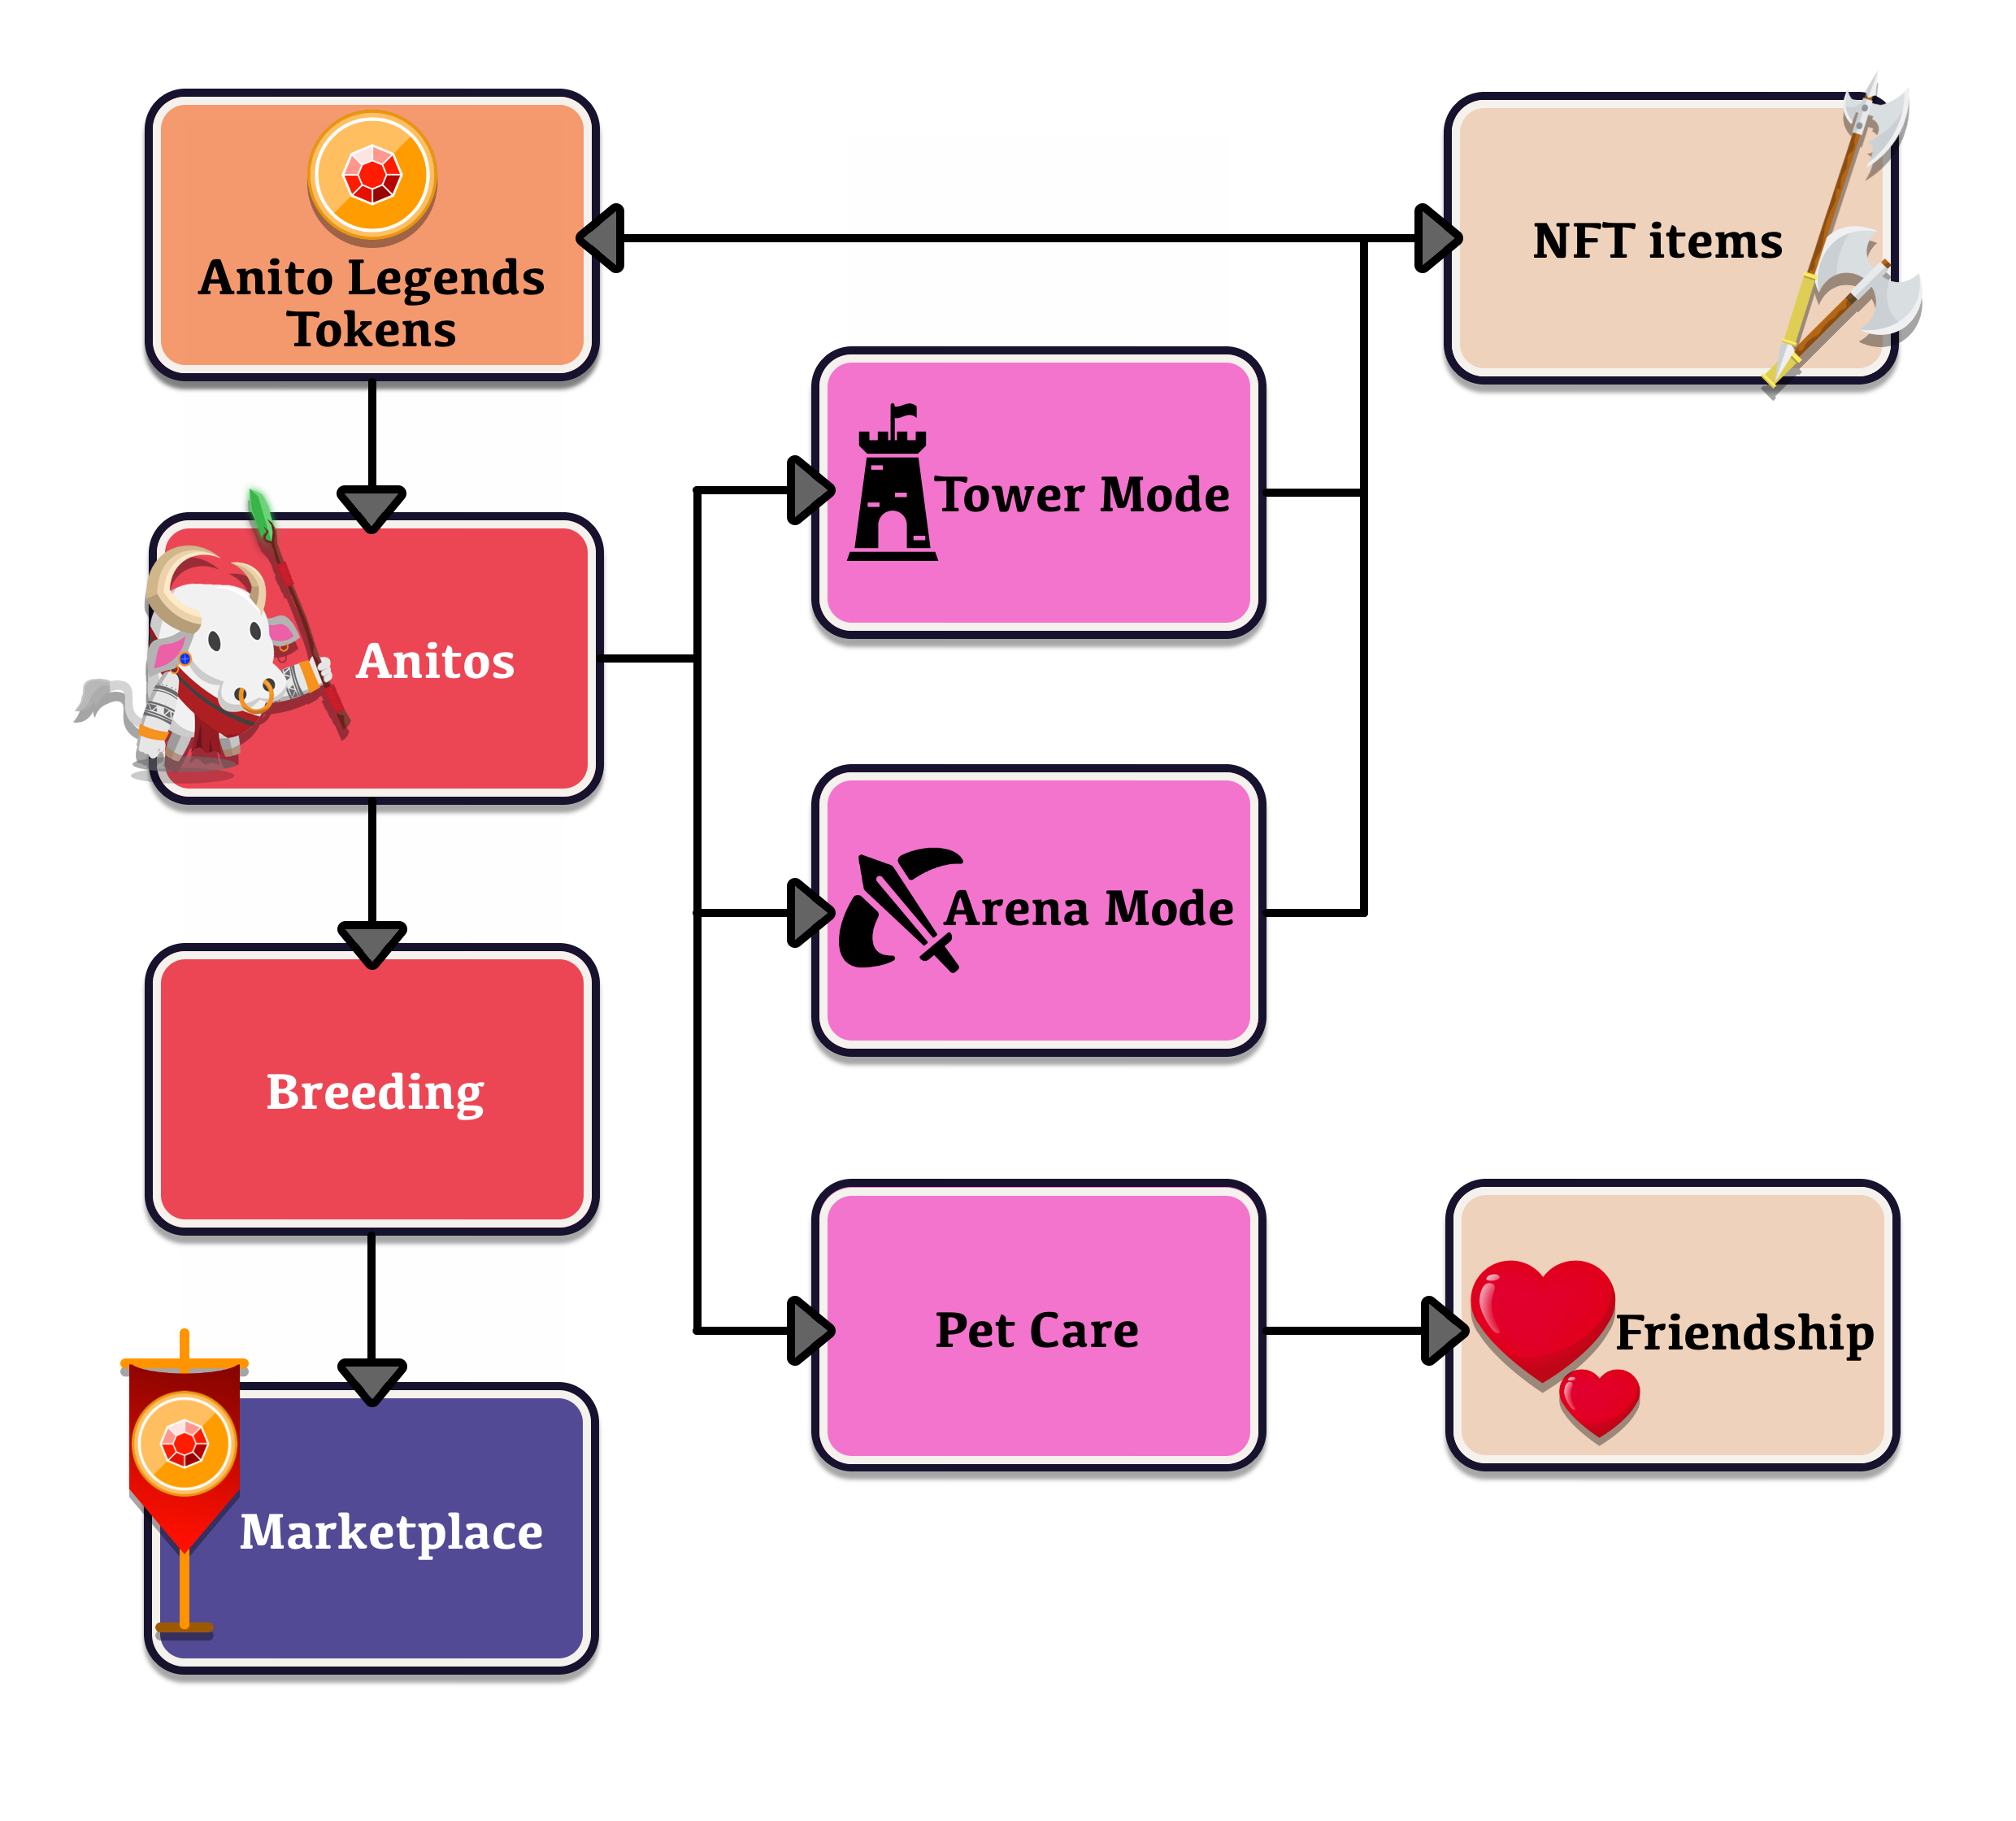 Anito Legends
Tokens
NFT items
Tower Mode
Anitos
Arena Mode
Breeding
Pet Care
Friendship
Marketplace